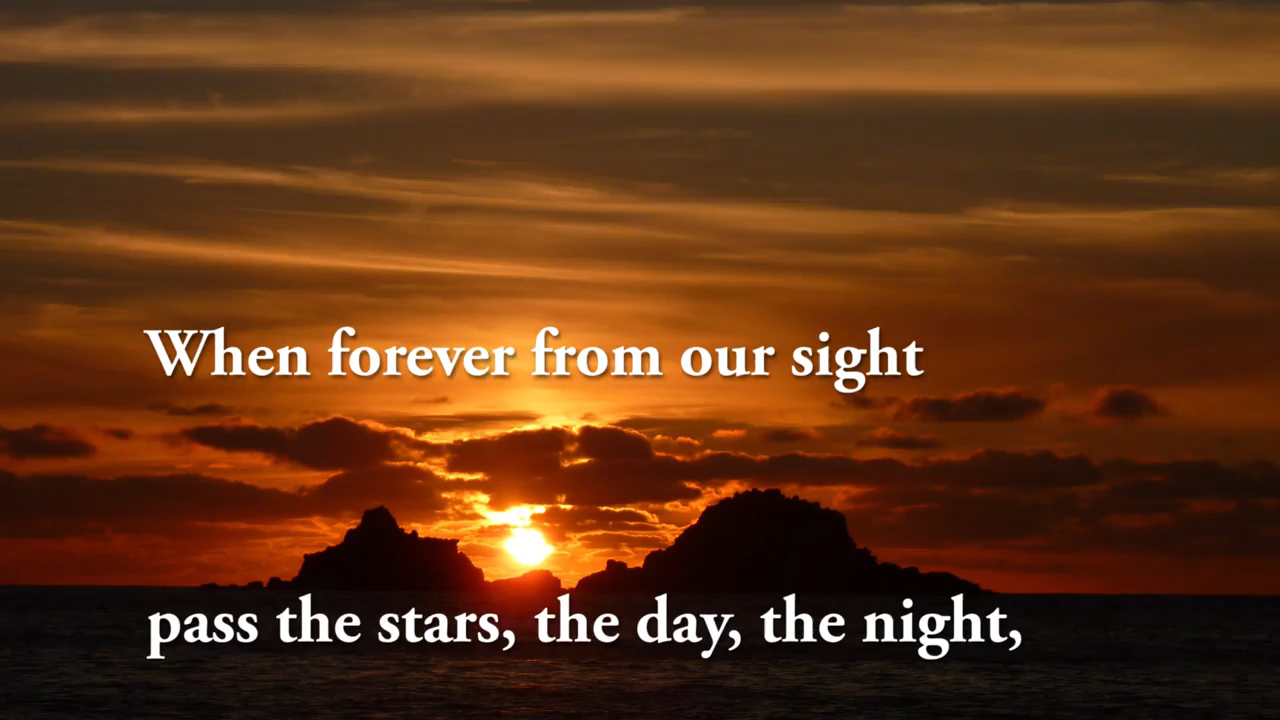 When forever from our sight
pass the stars, the day, the night,